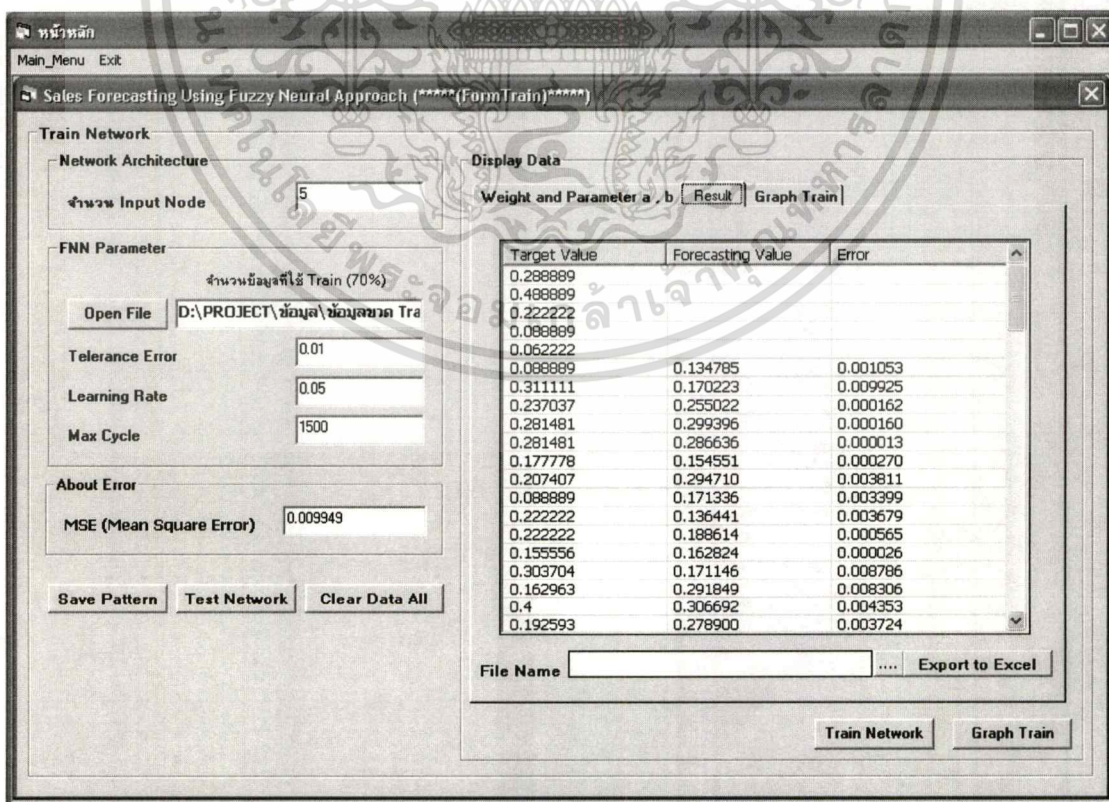 หน้าหลัก
Main_Menu Exit
Sales Forecasting Using Fuzzy Neural Approach (*****(FormTrain)*****)
Train Network
Network Architecture
จำนวน Input Node 5
FNN Parameter
จำนวนข้อมูลที่ใช้ Train (70%)
Open File D:\PROJECT\ข้อมูล\ข้อมูลขวด Tra
Telerance Error 0.01
Learning Rate 0.05
Max Cycle 1500
About Error
MSE (Mean Square Error) 0.009949
Save Pattern Test Network Clear Data All
Display Data
Weight and Parameter a , b Result Graph Train
Target Value Forecasting Value Error
0.288889
0.488889
0.222222
0.088889
0.062222
0.088889 0.134785 0.001053
0.311111 0.170223 0.009925
0.237037 0.255022 0.000162
0.281481 0.299396 0.000160
0.281481 0.286636 0.000013
0.177778 0.154551 0.000270
0.207407 0.294710 0.003811
0.088889 0.171336 0.003399
0.222222 0.136441 0.003679
0.222222 0.188614 0.000565
0.155556 0.162824 0.000026
0.303704 0.171146 0.008786
0.162963 0.291849 0.008306
0.4 0.306692 0.004353
0.192593 0.278900 0.003724
File Name .... Export to Excel
Train Network Graph Train